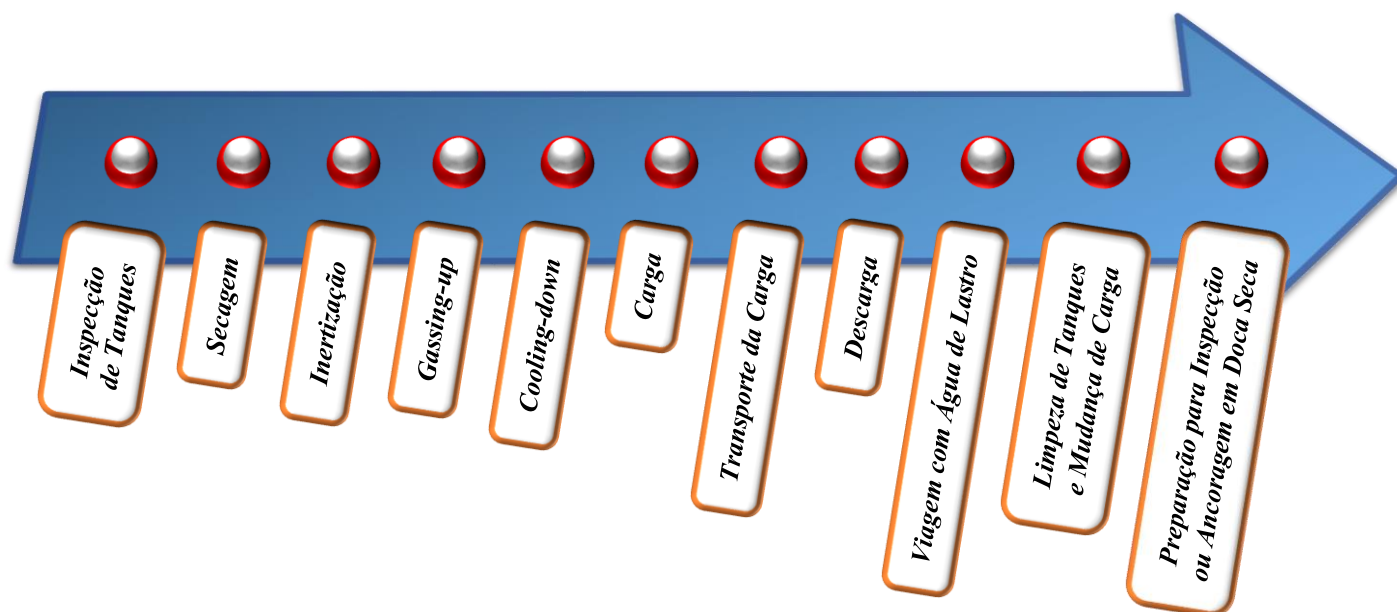 Inspecção
de Tanques
Secagem
Inertização
Gassing-up
Cooling-down
Carga
Transporte da Carga
Descarga
Viagem com Água de Lastro
Limpeza de Tanques
e Mudança de Carga
Preparação para Inspecção
ou Ancoragem em Doca Seca